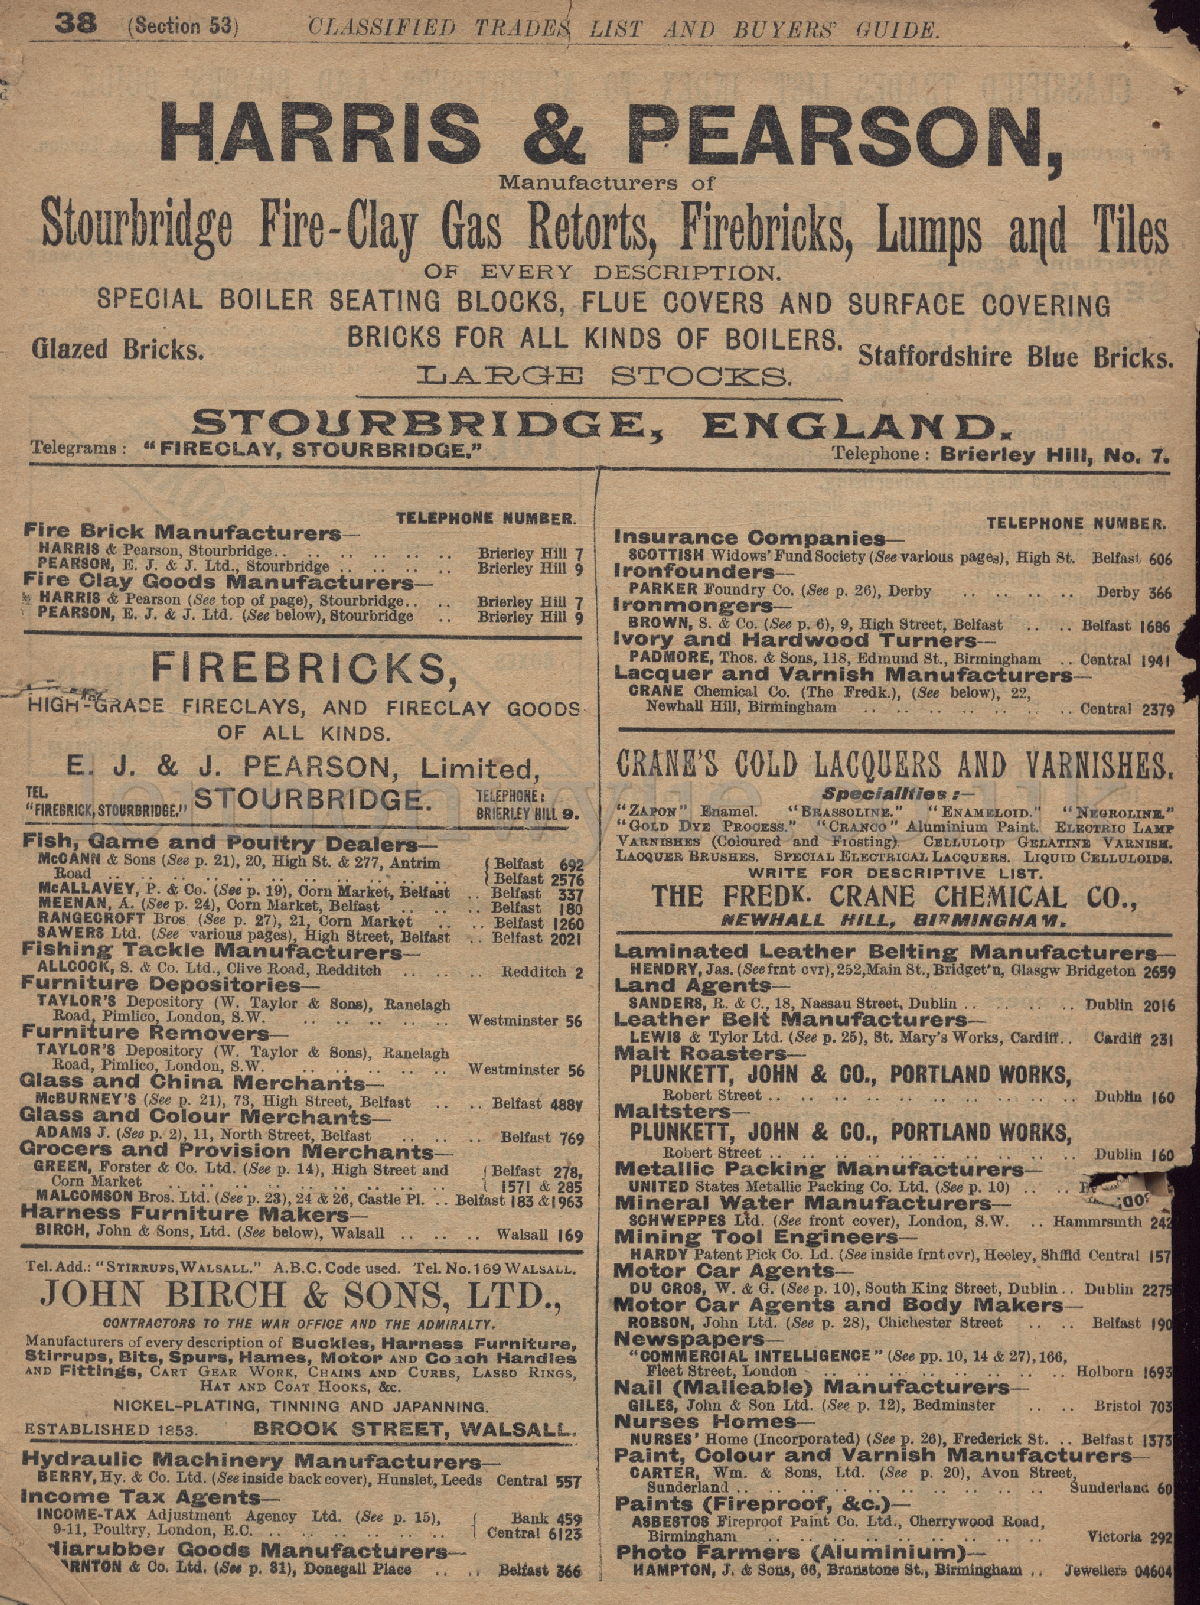 38 (Section 53) CLASSIFIED TRADES LIST AND BUYERS' GUIDE.
HARRIS & PEARSON,
Manufacturers of
Stourbridge Fire-Clay Gas Retorts, Firebricks, Lumps and Tiles
OF EVERY DESCRIPTION.
SPECIAL BOILER SEATING BLOCKS, FLUE COVERS AND SURFACE COVERING
BRICKS FOR ALL KINDS OF BOILERS.
Glazed Bricks.
Staffordshire Blue Bricks.
LARGE STOCKS.
STOURBRIDGE, ENGLAND.
Telegrams: "FIRECLAY, STOURBRIDGE."
Telephone: Brierley Hill, No. 7.
TELEPHONE NUMBER.
Fire Brick Manufacturers—
HARRIS & Pearson, Stourbridge.. .. .. .. .. .. .. Brierley Hill 7
PEARSON, E. J. & J. Ltd., Stourbridge .. .. .. .. Brierley Hill 9
Fire Clay Goods Manufacturers—
HARRIS & Pearson (See top of page), Stourbridge.. .. Brierley Hill 7
PEARSON, E. J. & J. Ltd. (See below), Stourbridge .. Brierley Hill 9
FIREBRICKS,
HIGH-GRADE FIRECLAYS, AND FIRECLAY GOODS
OF ALL KINDS.
E. J. & J. PEARSON, Limited,
TEL. "FIREBRICK, STOURBRIDGE." STOURBRIDGE. TELEPHONE: BRIERLEY HILL 9.
Fish, Game and Poultry Dealers—
McCANN & Sons (See p. 21), 20, High St. & 277, Antrim { Belfast 692
Road .. .. .. .. .. .. .. .. { Belfast 2576
McALLAVEY, P. & Co. (See p. 19), Corn Market, Belfast Belfast 337
MEENAN, A. (See p. 24), Corn Market, Belfast .. .. .. Belfast 180
RANGECROFT Bros (See p. 27), 21, Corn Market .. .. Belfast 1260
SAWERS Ltd. (See various pages), High Street, Belfast .. Belfast 2021
Fishing Tackle Manufacturers—
ALLCOCK, S. & Co. Ltd., Clive Road, Redditch .. .. .. Redditch 2
Furniture Depositories—
TAYLOR'S Depository (W. Taylor & Sons), Ranelagh
Road, Pimlico, London, S.W. .. .. .. .. .. Westminster 56
Furniture Removers—
TAYLOR'S Depository (W. Taylor & Sons), Ranelagh
Road, Pimlico, London, S.W. .. .. .. .. .. Westminster 56
Glass and China Merchants—
McBURNEY'S (See p. 21), 73, High Street, Belfast .. .. Belfast 488Y
Glass and Colour Merchants—
ADAMS J. (See p. 2), 11, North Street, Belfast .. .. .. Belfast 769
Grocers and Provision Merchants—
GREEN, Forster & Co. Ltd. (See p. 14), High Street and { Belfast 278,
Corn Market .. .. .. .. .. .. .. { 1571 & 285
MALCOMSON Bros. Ltd. (See p. 23), 24 & 26, Castle Pl. .. Belfast 183 & 1963
Harness Furniture Makers—
BIRCH, John & Sons, Ltd. (See below), Walsall .. .. .. Walsall 169
Tel. Add.: "STIRRUPS, WALSALL." A.B.C. Code used. Tel. No. 169 WALSALL.
JOHN BIRCH & SONS, LTD.,
CONTRACTORS TO THE WAR OFFICE AND THE ADMIRALTY.
Manufacturers of every description of Buckles, Harness Furniture,
Stirrups, Bits, Spurs, Hames, Motor AND Coach Handles
AND Fittings, CART GEAR WORK, CHAINS AND CURBS, LASSO RINGS,
HAT AND COAT HOOKS, &c.
NICKEL-PLATING, TINNING AND JAPANNING.
ESTABLISHED 1853. BROOK STREET, WALSALL.
Hydraulic Machinery Manufacturers—
BERRY, Hy. & Co. Ltd. (See inside back cover), Hunslet, Leeds Central 557
Income Tax Agents—
INCOME-TAX Adjustment Agency Ltd. (See p. 15), { Bank 459
9-11, Poultry, London, E.C. .. .. .. .. .. { Central 6123
diarubber Goods Manufacturers—
ARNTON & Co. Ltd. (See p. 31), Donegall Place .. .. Belfast 366
TELEPHONE NUMBER.
Insurance Companies—
SCOTTISH Widows' Fund Society (See various pages), High St. Belfast 606
Ironfounders—
PARKER Foundry Co. (See p. 26), Derby .. .. .. .. Derby 366
Ironmongers—
BROWN, S. & Co. (See p. 6), 9, High Street, Belfast .. .. Belfast 1686
Ivory and Hardwood Turners—
PADMORE, Thos. & Sons, 118, Edmund St., Birmingham .. Central 1941
Lacquer and Varnish Manufacturers—
CRANE Chemical Co. (The Fredk.), (See below), 22,
Newhall Hill, Birmingham .. .. .. .. .. .. Central 2379
CRANE'S COLD LACQUERS AND VARNISHES.
Specialities:—
"ZAPON" Enamel. "BRASSOLINE." "ENAMELOID." "NEGROLINE."
"GOLD DYE PROCESS." "CRANCO" Aluminium Paint. ELECTRIC LAMP
VARNISHES (Coloured and Frosting). CELLULOID GELATINE VARNISH.
LACQUER BRUSHES. SPECIAL ELECTRICAL LACQUERS. LIQUID CELLULOIDS.
WRITE FOR DESCRIPTIVE LIST.
THE FREDK. CRANE CHEMICAL CO.,
NEWHALL HILL, BIRMINGHAM.
Laminated Leather Belting Manufacturers—
HENDRY, Jas. (See frnt cvr), 252, Main St., Bridget'n, Glasgw Bridgeton 2659
Land Agents—
SANDERS, R. & C., 18, Nassau Street, Dublin .. .. .. Dublin 2016
Leather Belt Manufacturers—
LEWIS & Tylor Ltd. (See p. 25), St. Mary's Works, Cardiff.. Cardiff 231
Malt Roasters—
PLUNKETT, JOHN & CO., PORTLAND WORKS,
Robert Street .. .. .. .. .. .. .. .. Dublin 160
Maltsters—
PLUNKETT, JOHN & CO., PORTLAND WORKS,
Robert Street .. .. .. .. .. .. .. .. Dublin 160
Metallic Packing Manufacturers—
UNITED States Metallic Packing Co. Ltd. (See p. 10) .. ..
Mineral Water Manufacturers—
SCHWEPPES Ltd. (See front cover), London, S.W. .. Hammrsmth 242
Mining Tool Engineers—
HARDY Patent Pick Co. Ld. (See inside frnt cvr), Heeley, Shffld Central 157
Motor Car Agents—
DU CROS, W. & G. (See p. 10), South King Street, Dublin.. Dublin 2275
Motor Car Agents and Body Makers—
ROBSON, John Ltd. (See p. 28), Chichester Street .. .. Belfast 190
Newspapers—
"COMMERCIAL INTELLIGENCE" (See pp. 10, 14 & 27), 166,
Fleet Street, London .. .. .. .. .. .. Holborn 1693
Nail (Malleable) Manufacturers—
GILES, John & Son Ltd. (See p. 12), Bedminster .. .. Bristol 703
Nurses Homes—
NURSES' Home (Incorporated) (See p. 26), Frederick St. .. Belfast 1373
Paint, Colour and Varnish Manufacturers—
CARTER, Wm. & Sons, Ltd. (See p. 20), Avon Street,
Sunderland .. .. .. .. .. .. .. .. Sunderland 60
Paints (Fireproof, &c.)—
ASBESTOS Fireproof Paint Co. Ltd., Cherrywood Road,
Birmingham .. .. .. .. .. .. .. .. Victoria 292
Photo Farmers (Aluminium)—
HAMPTON, J. & Sons, 66, Branstone St., Birmingham .. Jewellers 04604